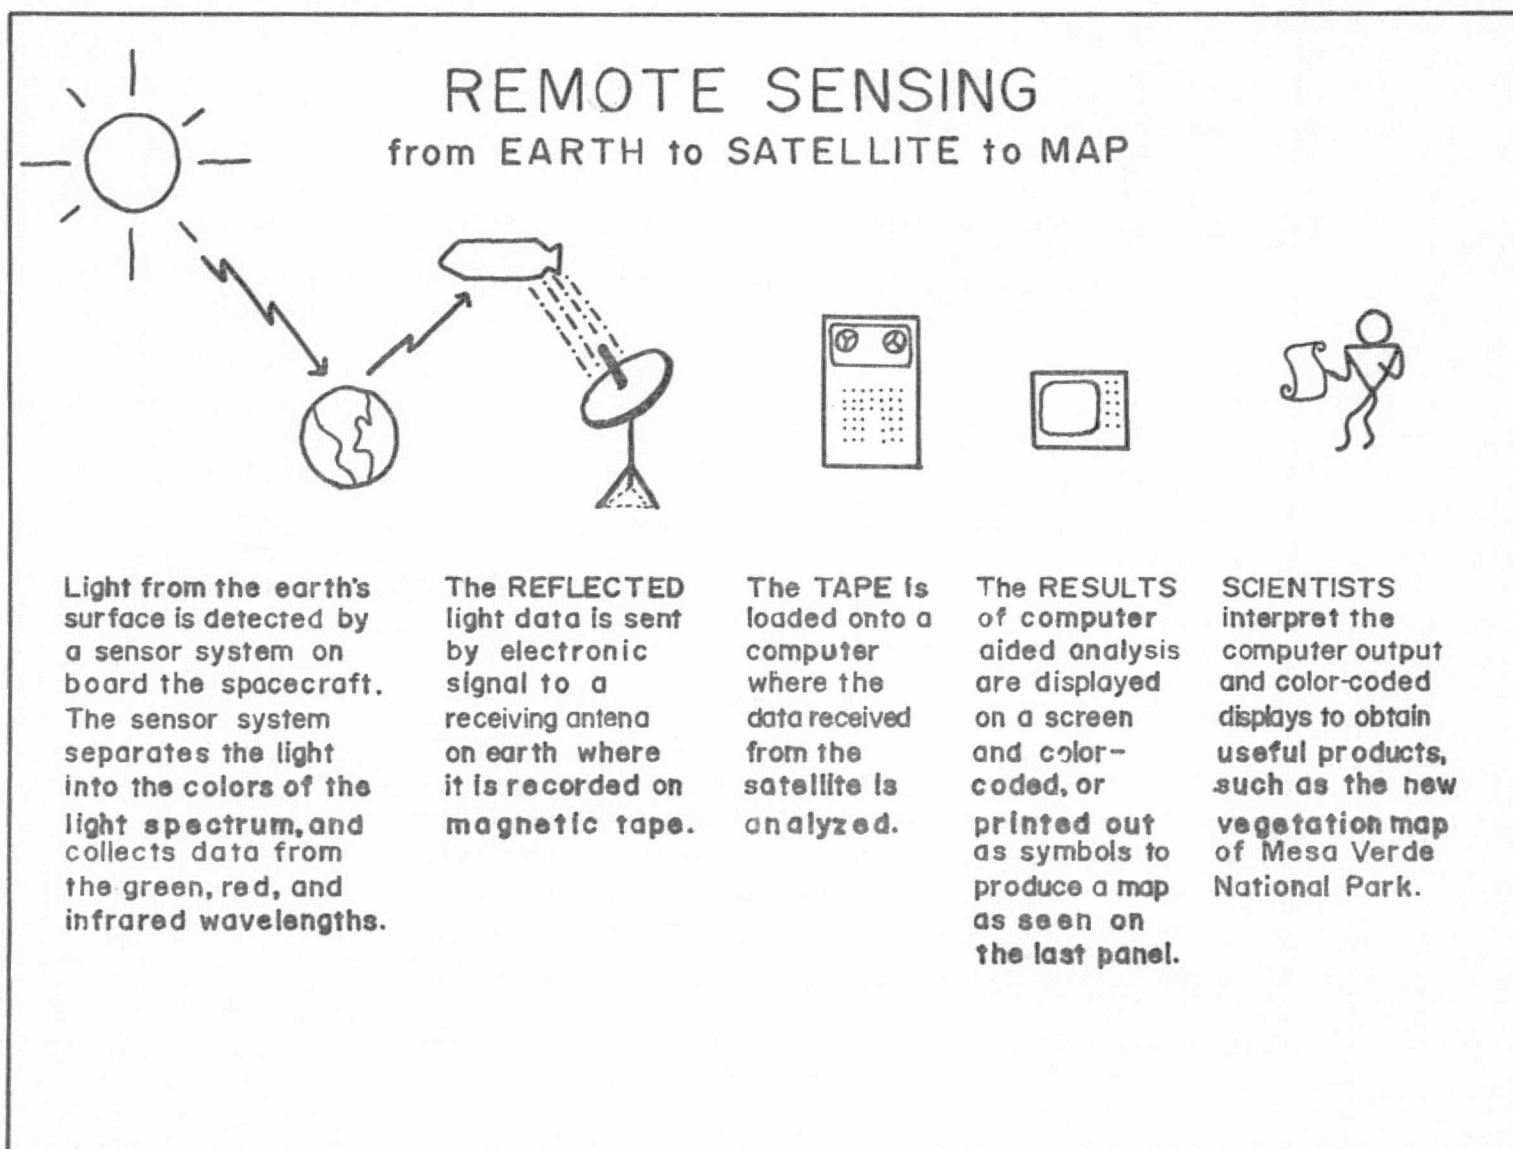 REMOTE SENSING
from EARTH to SATELLITE to MAP
Light from the earth's
surface is detected by
a sensor system on
board the spacecraft.
The sensor system
separates the light
into the colors of the
light spectrum, and
collects data from
the green, red, and
infrared wavelengths.
The REFLECTED
light data is sent
by electronic
signal to a
receiving antena
on earth where
it is recorded on
magnetic tape.
The TAPE is
loaded onto a
computer
where the
data received
from the
satellite is
analyzed.
The RESULTS
of computer
aided analysis
are displayed
on a screen
and color-
coded, or
printed out
as symbols to
produce a map
as seen on
the last panel.
SCIENTISTS
interpret the
computer output
and color-coded
displays to obtain
useful products,
such as the new
vegetation map
of Mesa Verde
National Park.